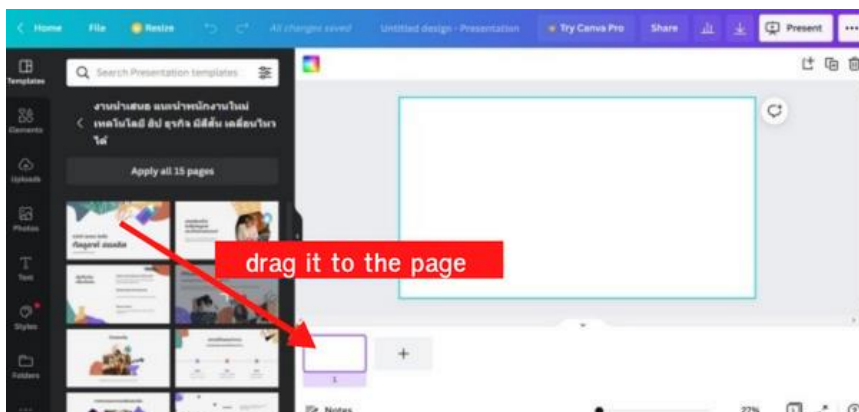 Home File Resize All changes saved Untitled design - Presentation Try Canva Pro Share Present
Templates
Search Presentation templates
งานนำเสนอ แนะนำพนักงานใหม่
เทคโนโลยี ฮิป ธุรกิจ มีสีสัน เคลื่อนไหว
ได้
Elements
Uploads
Apply all 15 pages
Photos
drag it to the page
Text
Styles
Folders
+
1
Notes
27%